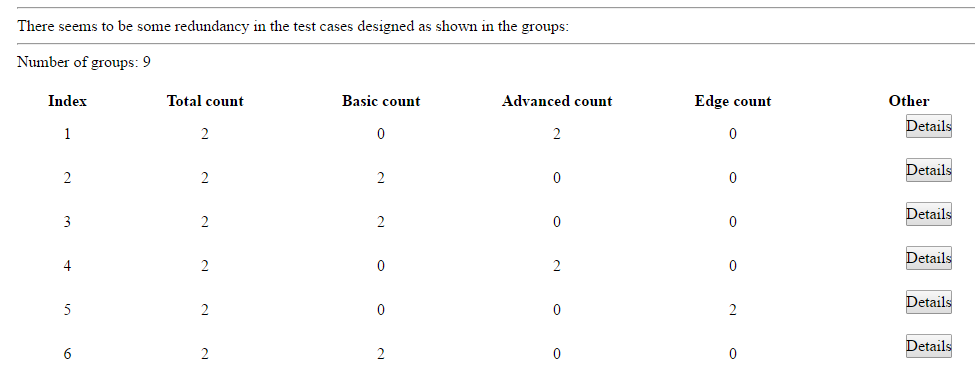 There seems to be some redundancy in the test cases designed as shown in the groups:
Number of groups: 9
Index Total count Basic count Advanced count Edge count Other
1 2 0 2 0 Details
2 2 2 0 0 Details
3 2 2 0 0 Details
4 2 0 2 0 Details
5 2 0 0 2 Details
6 2 2 0 0 Details